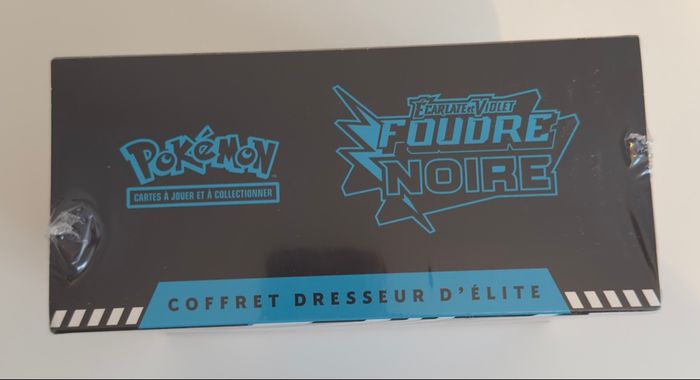 POKÉMON
CARTES À JOUER ET À COLLECTIONNER
ÉCARLATE ET VIOLET
FOUDRE
NOIRE
COFFRET DRESSEUR D'ÉLITE